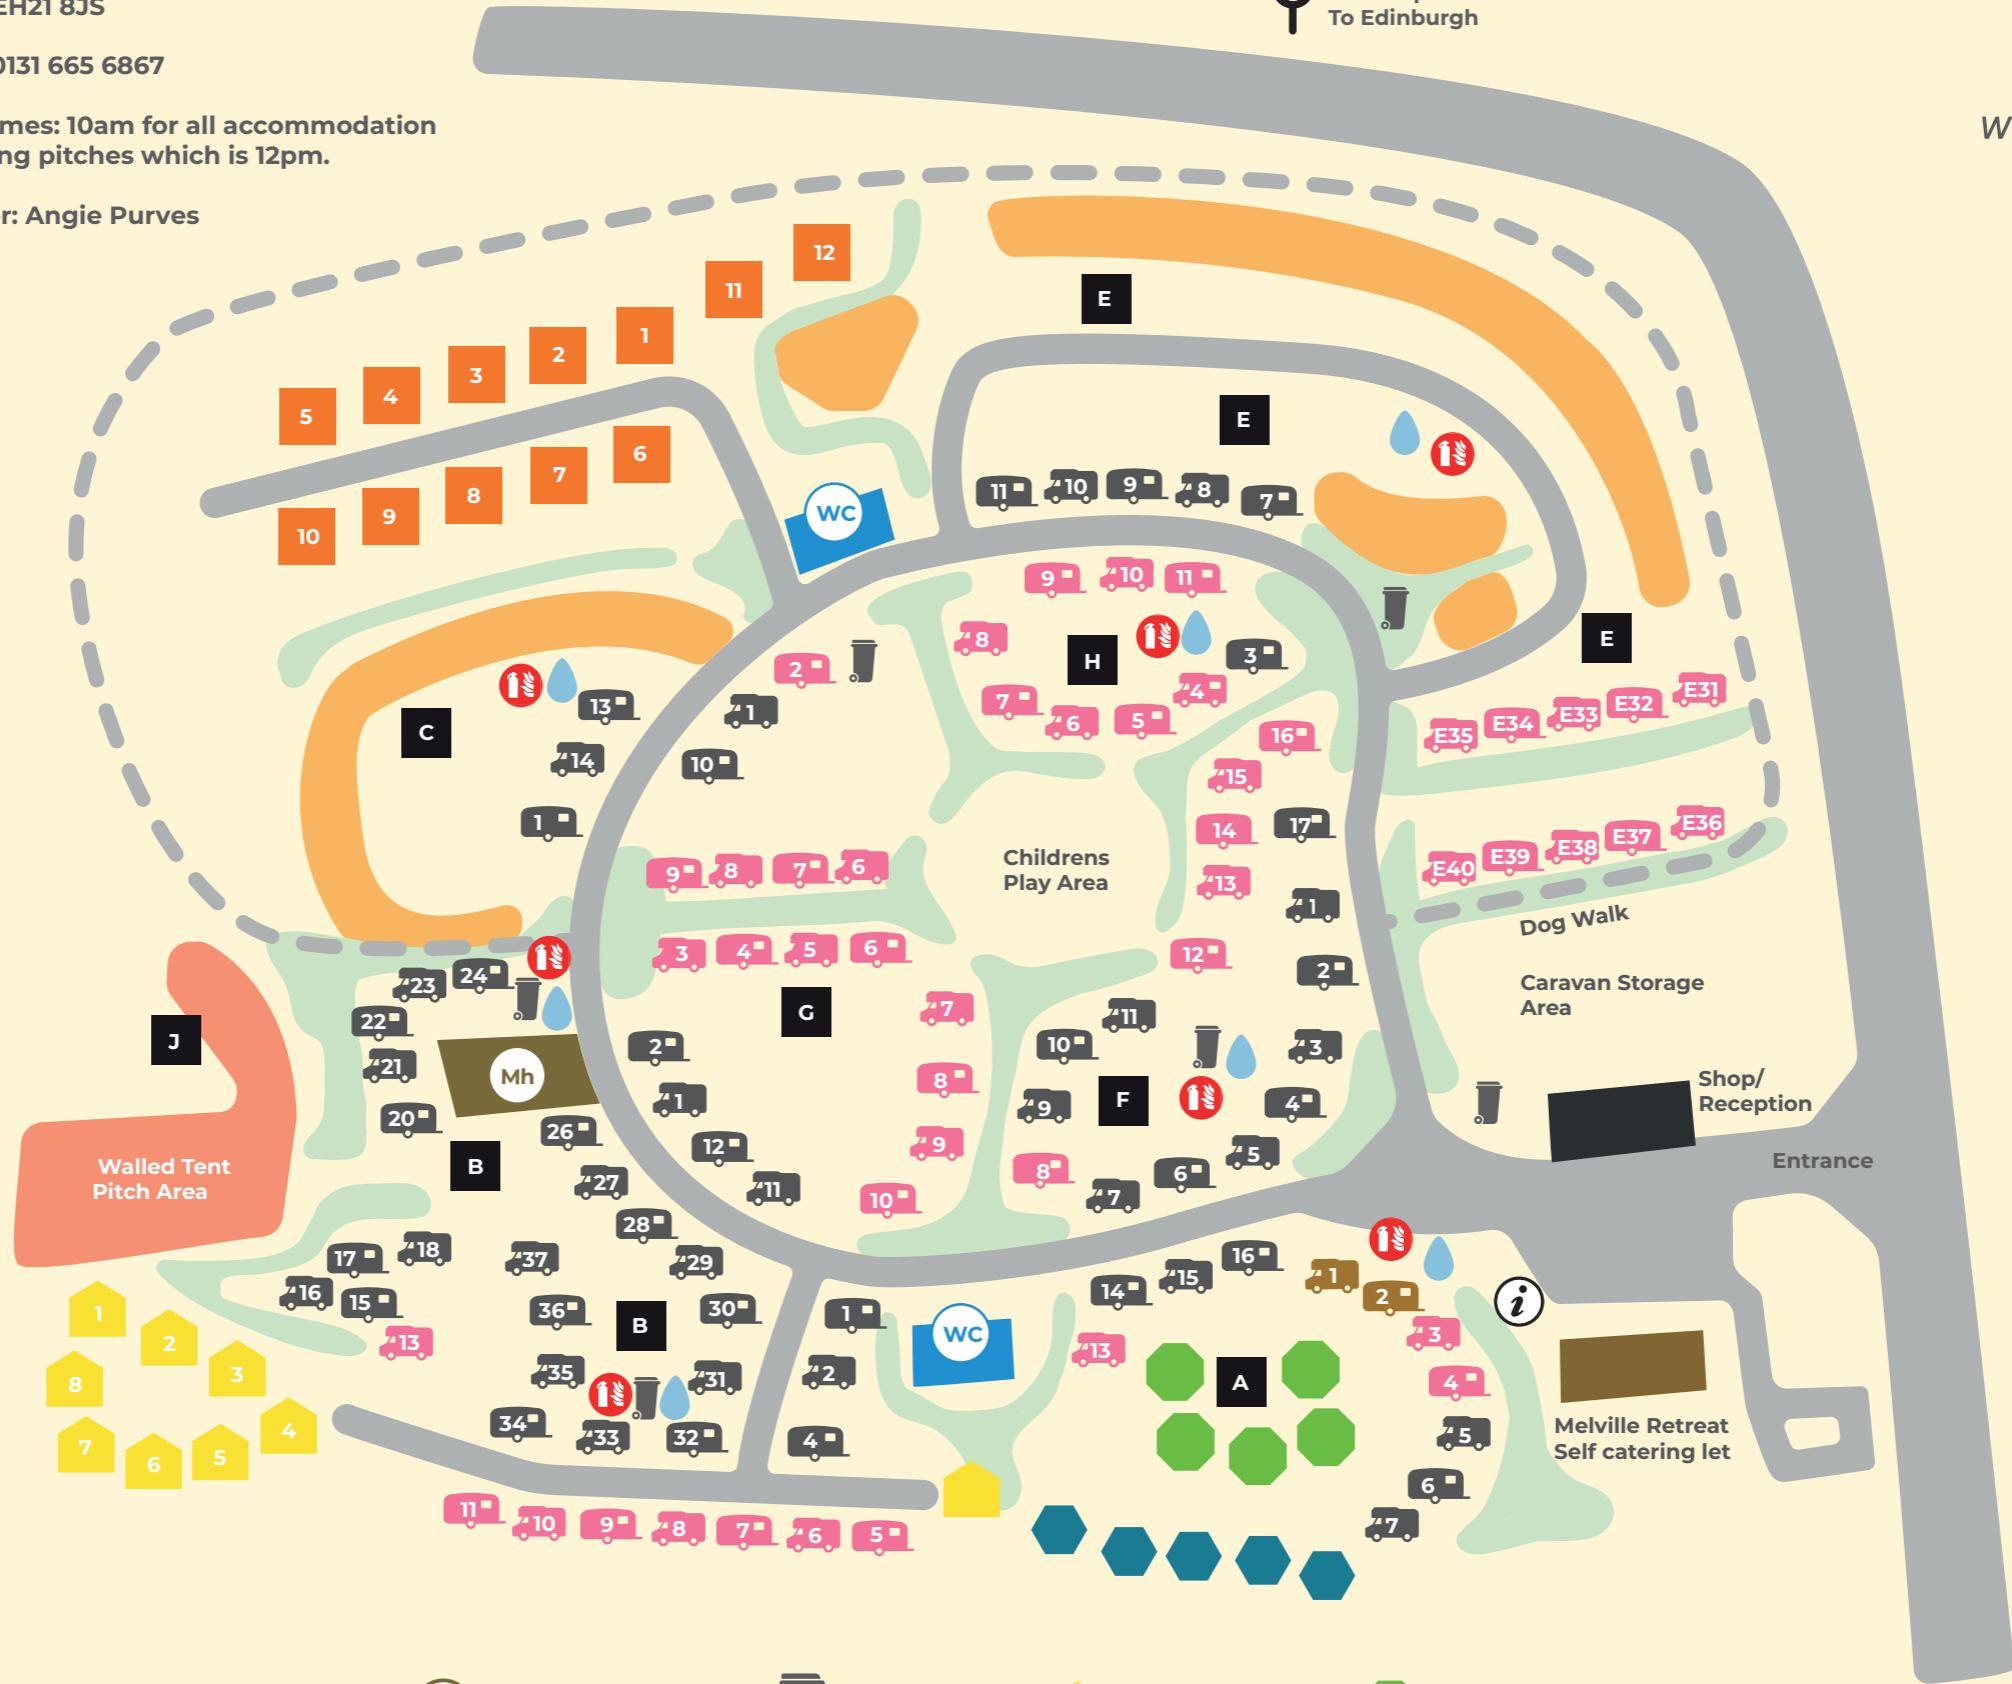 EH21 8JS
0131 665 6867
mes: 10am for all accommodation
ng pitches which is 12pm.
r: Angie Purves
To Edinburgh
W
12
11
1
2
3
4
5
6
7
8
9
10
E
E
WC
11
10
9
8
7
9
10
11
8
H
3
7
6
5
4
16
15
14
17
13
1
12
2
E
E35
E34
E33
E32
E31
E40
E39
E38
E37
E36
Dog Walk
Caravan Storage
Area
Shop/
Reception
Entrance
C
13
14
1
2
1
10
9
8
7
6
3
4
5
6
G
7
8
9
10
2
1
12
11
Childrens
Play Area
11
10
9
F
3
4
5
6
7
8
J
Walled Tent
Pitch Area
23
24
22
21
20
Mh
26
B
27
28
29
17
18
16
15
13
37
36
B
30
35
31
34
33
32
1
2
4
WC
1
2
3
4
5
6
7
8
11
10
9
8
7
6
5
14
15
16
13
A
1
2
3
4
5
6
7
i
Melville Retreat
Self catering let